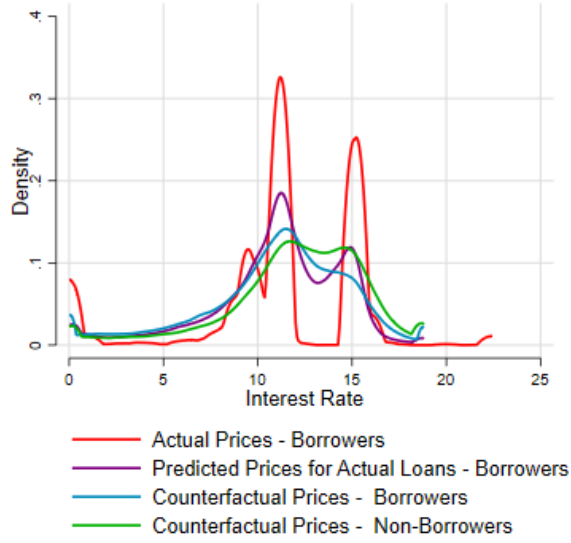 .4
.3
.2
.1
0
Density
0 5 10 15 20 25
Interest Rate
Actual Prices - Borrowers
Predicted Prices for Actual Loans - Borrowers
Counterfactual Prices - Borrowers
Counterfactual Prices - Non-Borrowers